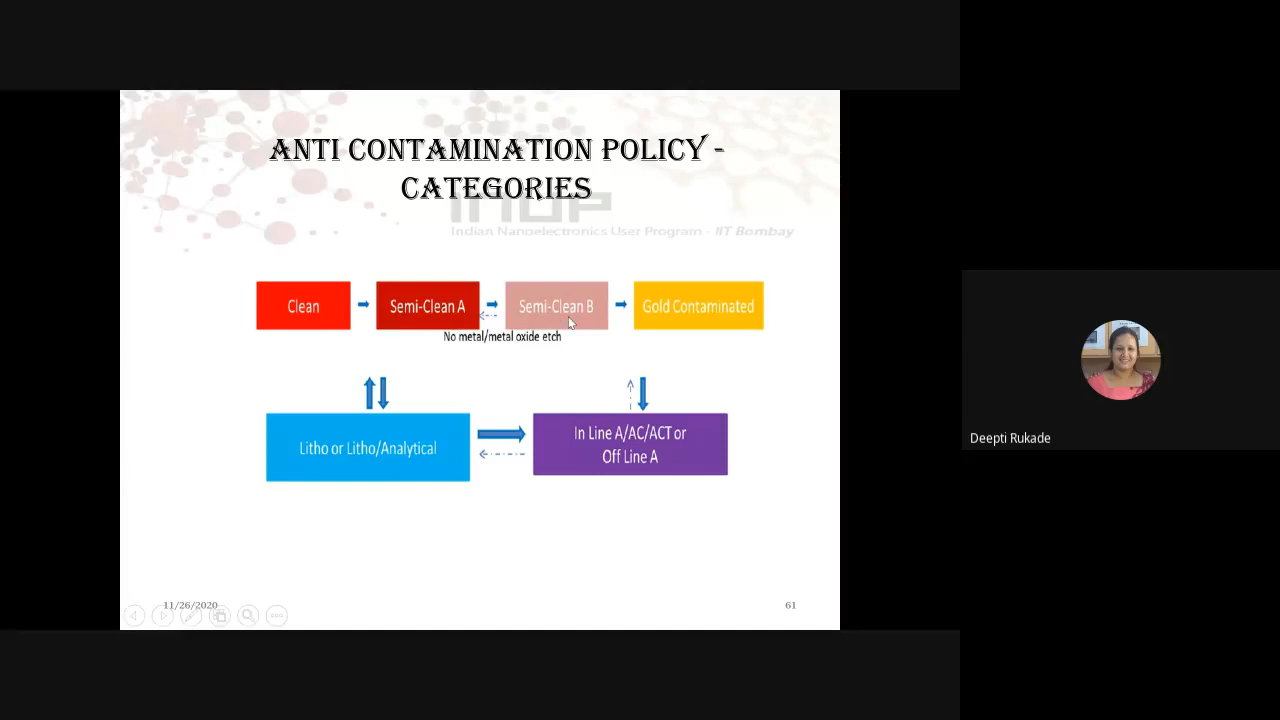 ANTI CONTAMINATION POLICY -
CATEGORIES
INUP
Indian Nanoelectronics User Program - IIT Bombay
Clean
Semi-Clean A
Semi-Clean B
Gold Contaminated
No metal/metal oxide etch
Litho or Litho/Analytical
In Line A/AC/ACT or
Off Line A
11/26/2020
61
Deepti Rukade